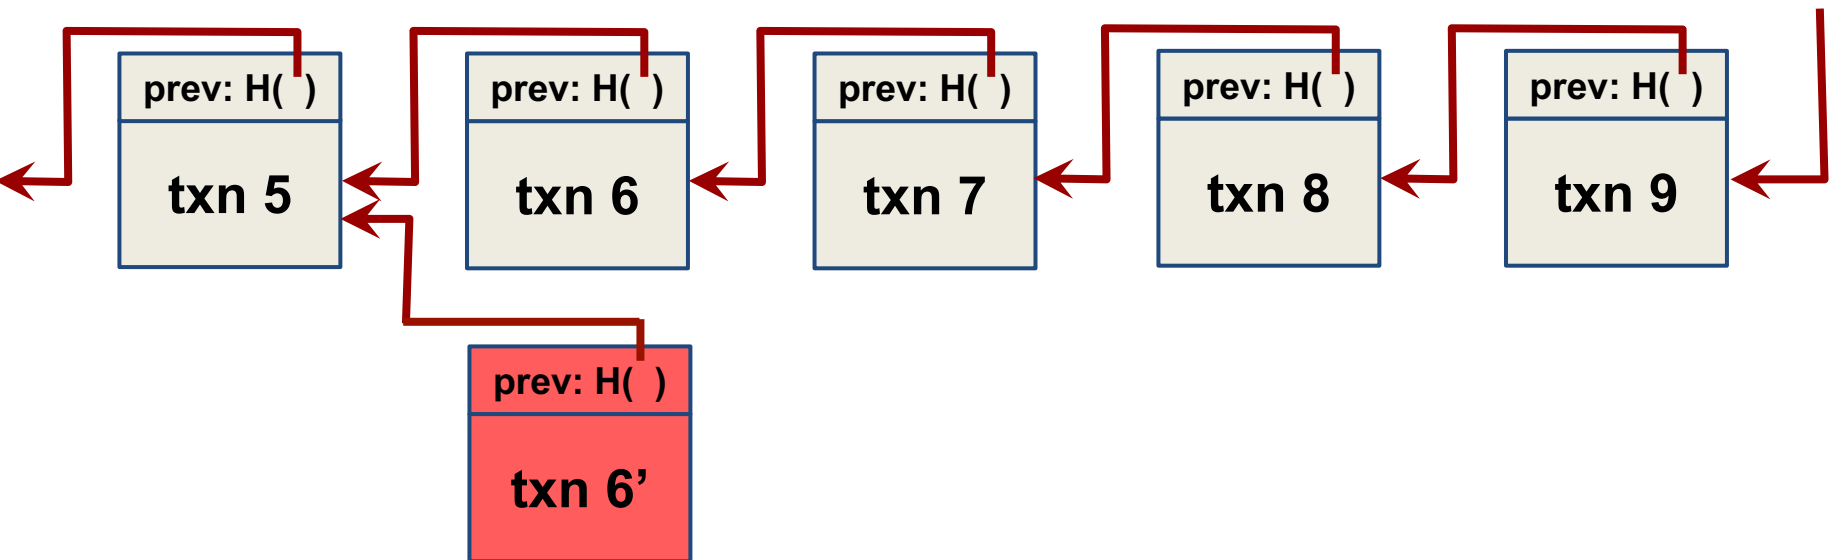 prev: H( )
txn 5
prev: H( )
txn 6
prev: H( )
txn 7
prev: H( )
txn 8
prev: H( )
txn 9
prev: H( )
txn 6’